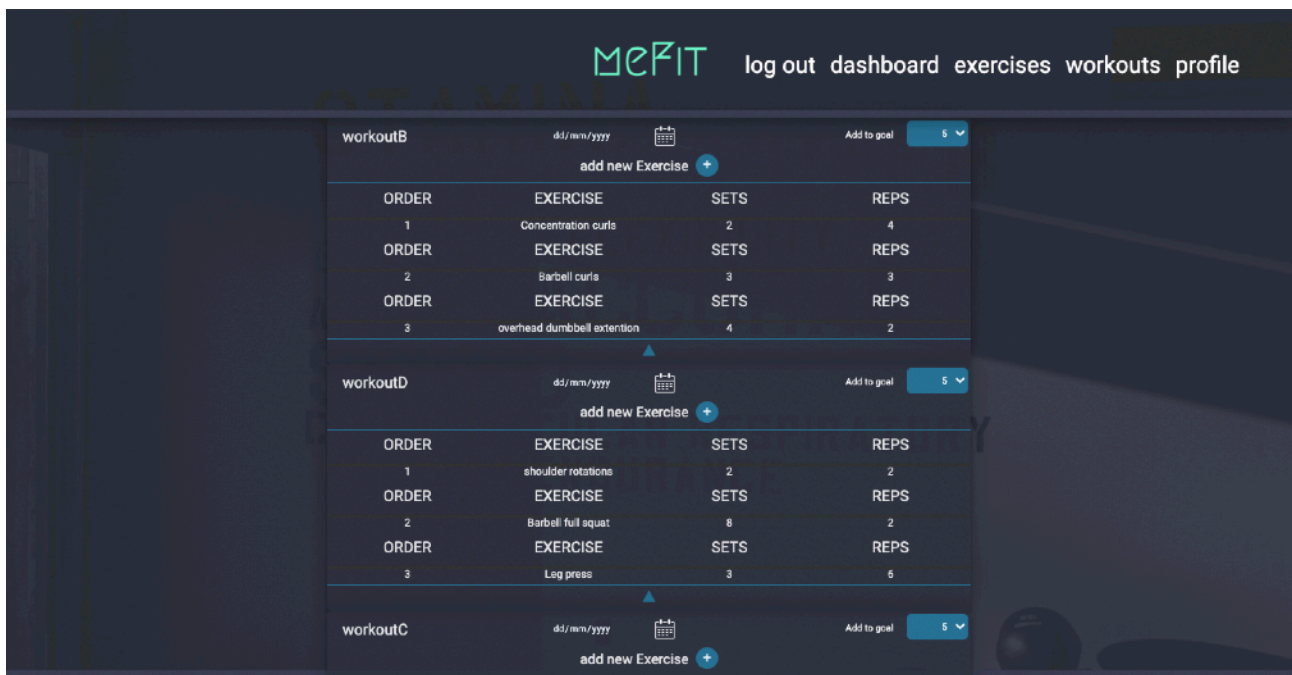 MeFIT log out dashboard exercises workouts profile
STAMINA
workoutB dd/mm/yyyy Add to goal 5
add new Exercise +
ORDER EXERCISE SETS REPS
1 Concentration curls 2 4
ORDER EXERCISE SETS REPS
2 Barbell curls 3 3
ORDER EXERCISE SETS REPS
3 overhead dumbbell extention 4 2
workoutD dd/mm/yyyy Add to goal 5
add new Exercise +
ORDER EXERCISE SETS REPS
1 shoulder rotations 2 2
ORDER EXERCISE SETS REPS
2 Barbell full squat 8 2
ORDER EXERCISE SETS REPS
3 Leg press 3 6
workoutC dd/mm/yyyy Add to goal 5
add new Exercise +